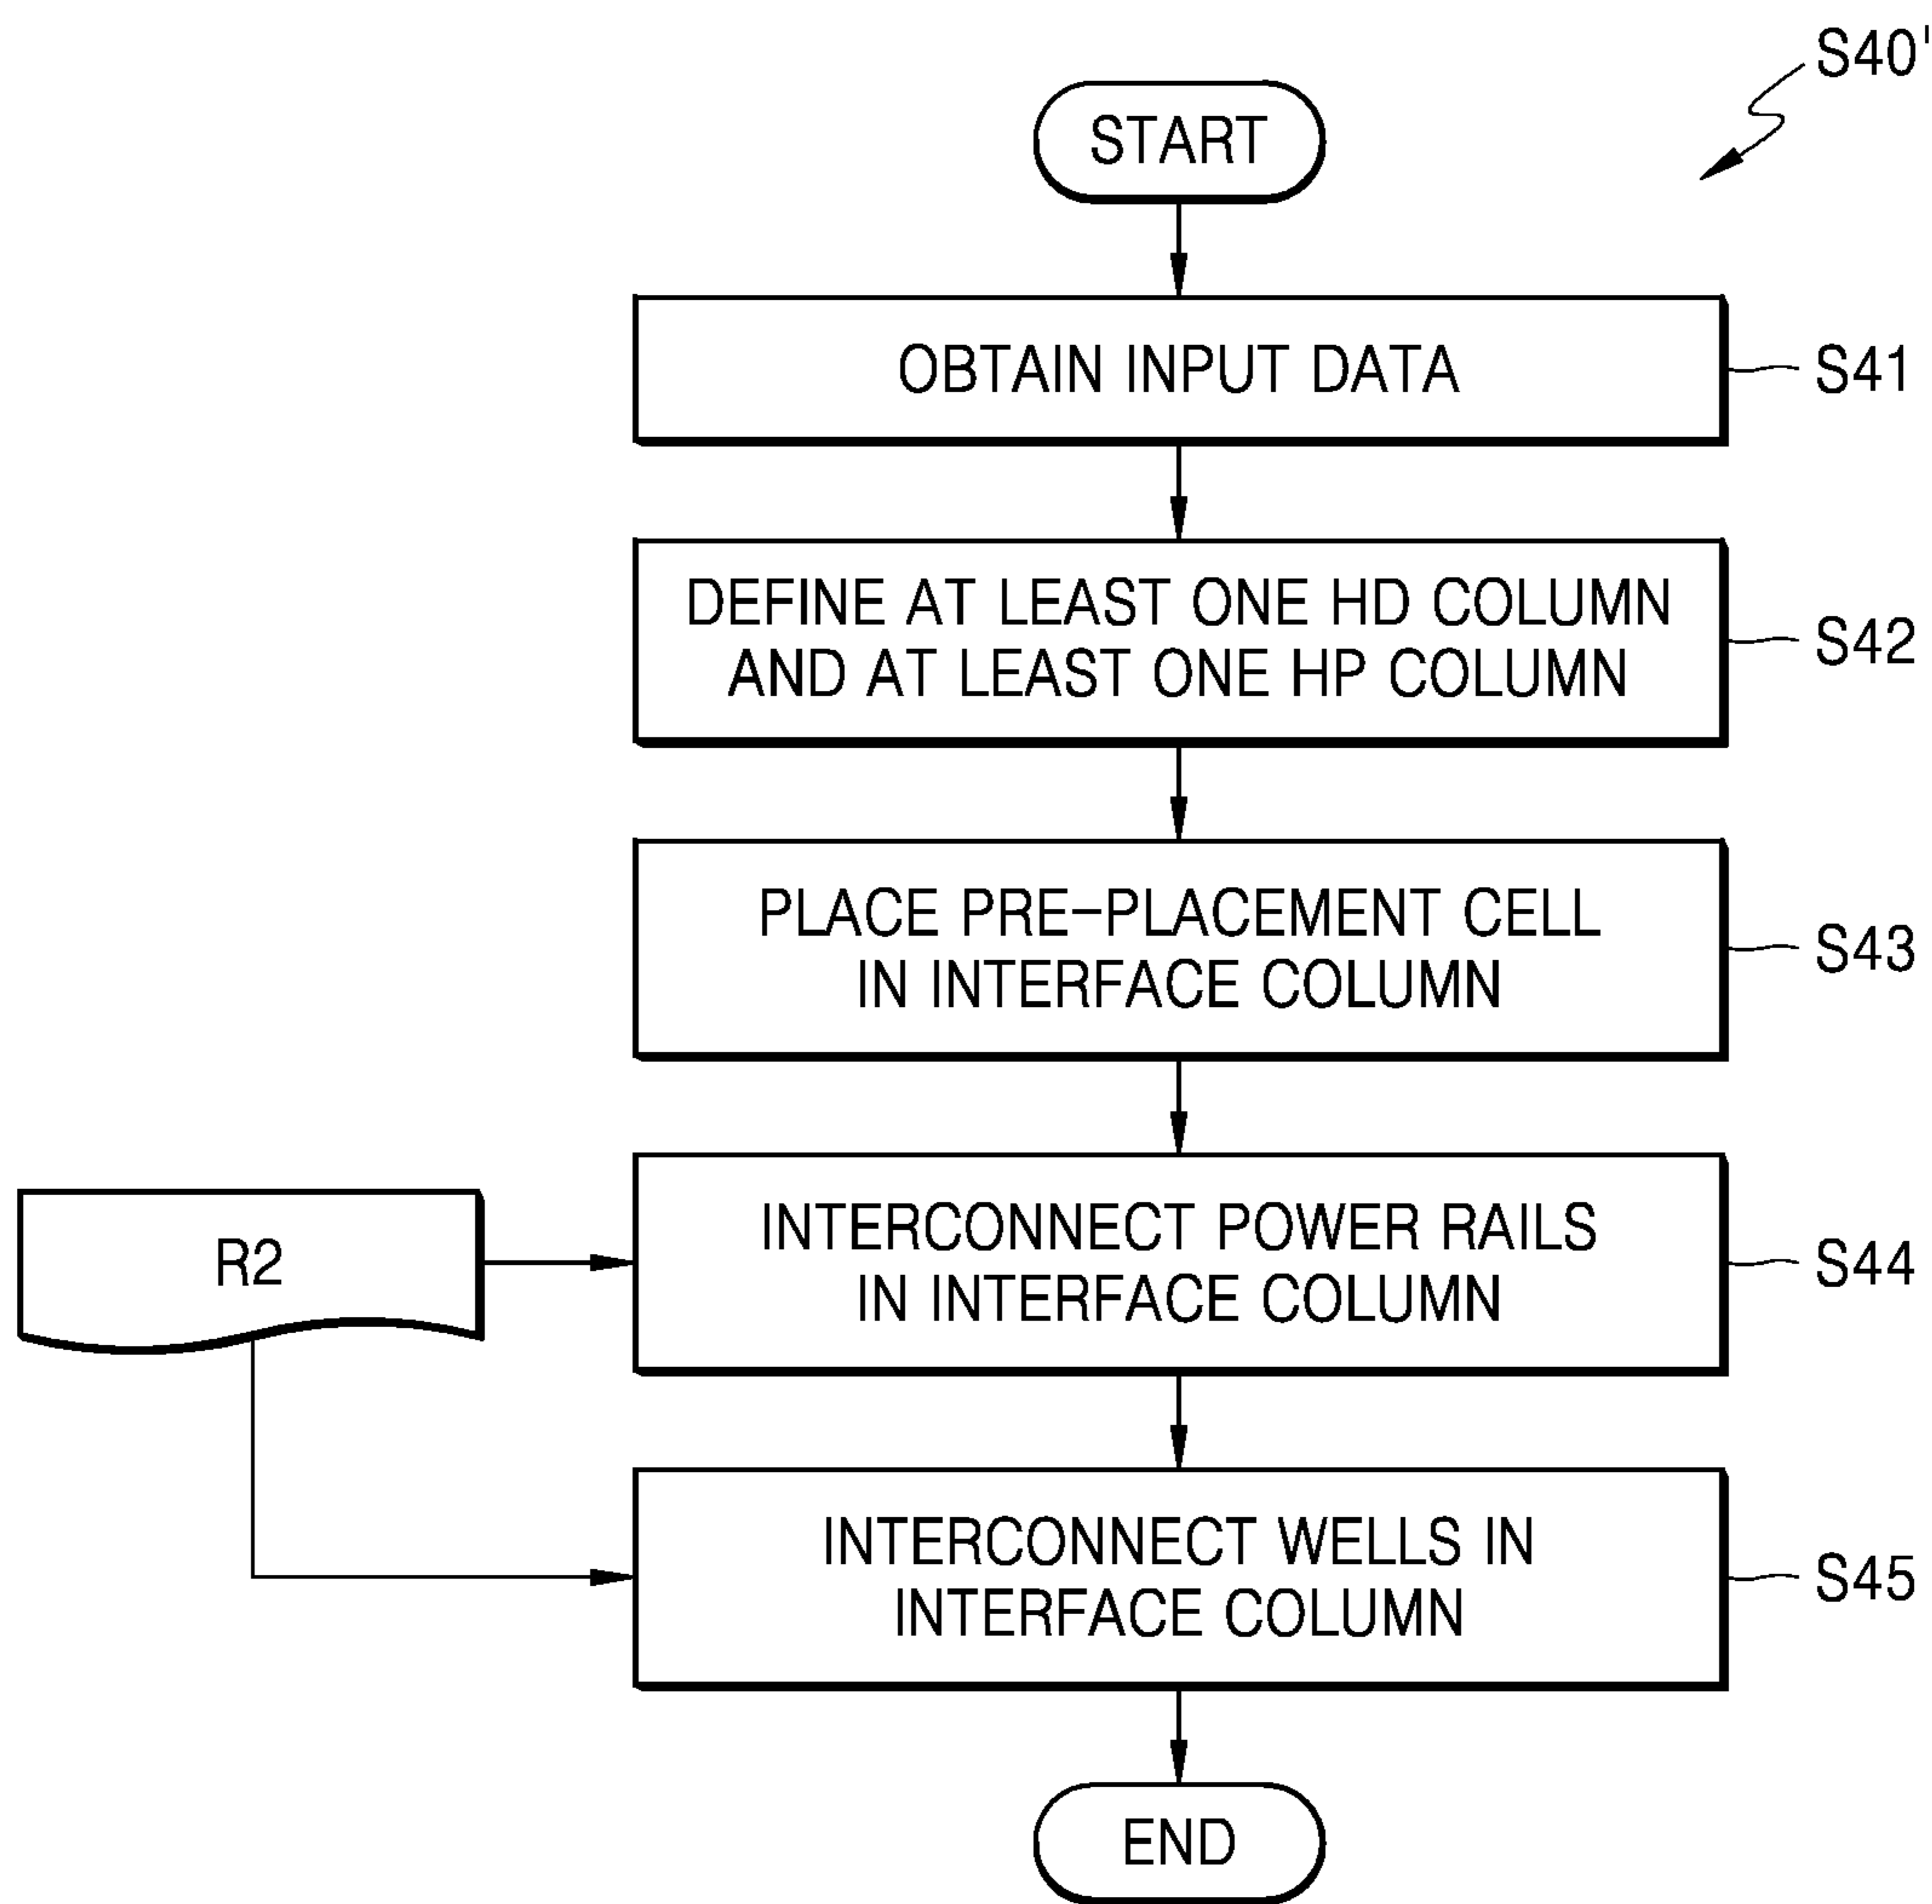 S40'
START
OBTAIN INPUT DATA
S41
DEFINE AT LEAST ONE HD COLUMN
AND AT LEAST ONE HP COLUMN
S42
PLACE PRE-PLACEMENT CELL
IN INTERFACE COLUMN
S43
R2
INTERCONNECT POWER RAILS
IN INTERFACE COLUMN
S44
INTERCONNECT WELLS IN
INTERFACE COLUMN
S45
END